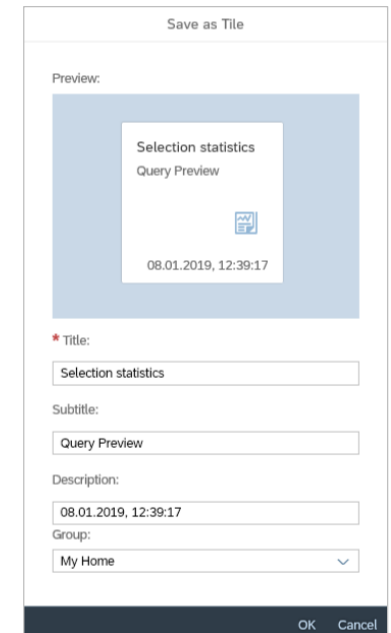 Save as Tile
Preview:
Selection statistics
Query Preview
08.01.2019, 12:39:17
* Title:
Selection statistics
Subtitle:
Query Preview
Description:
08.01.2019, 12:39:17
Group:
My Home
OK Cancel